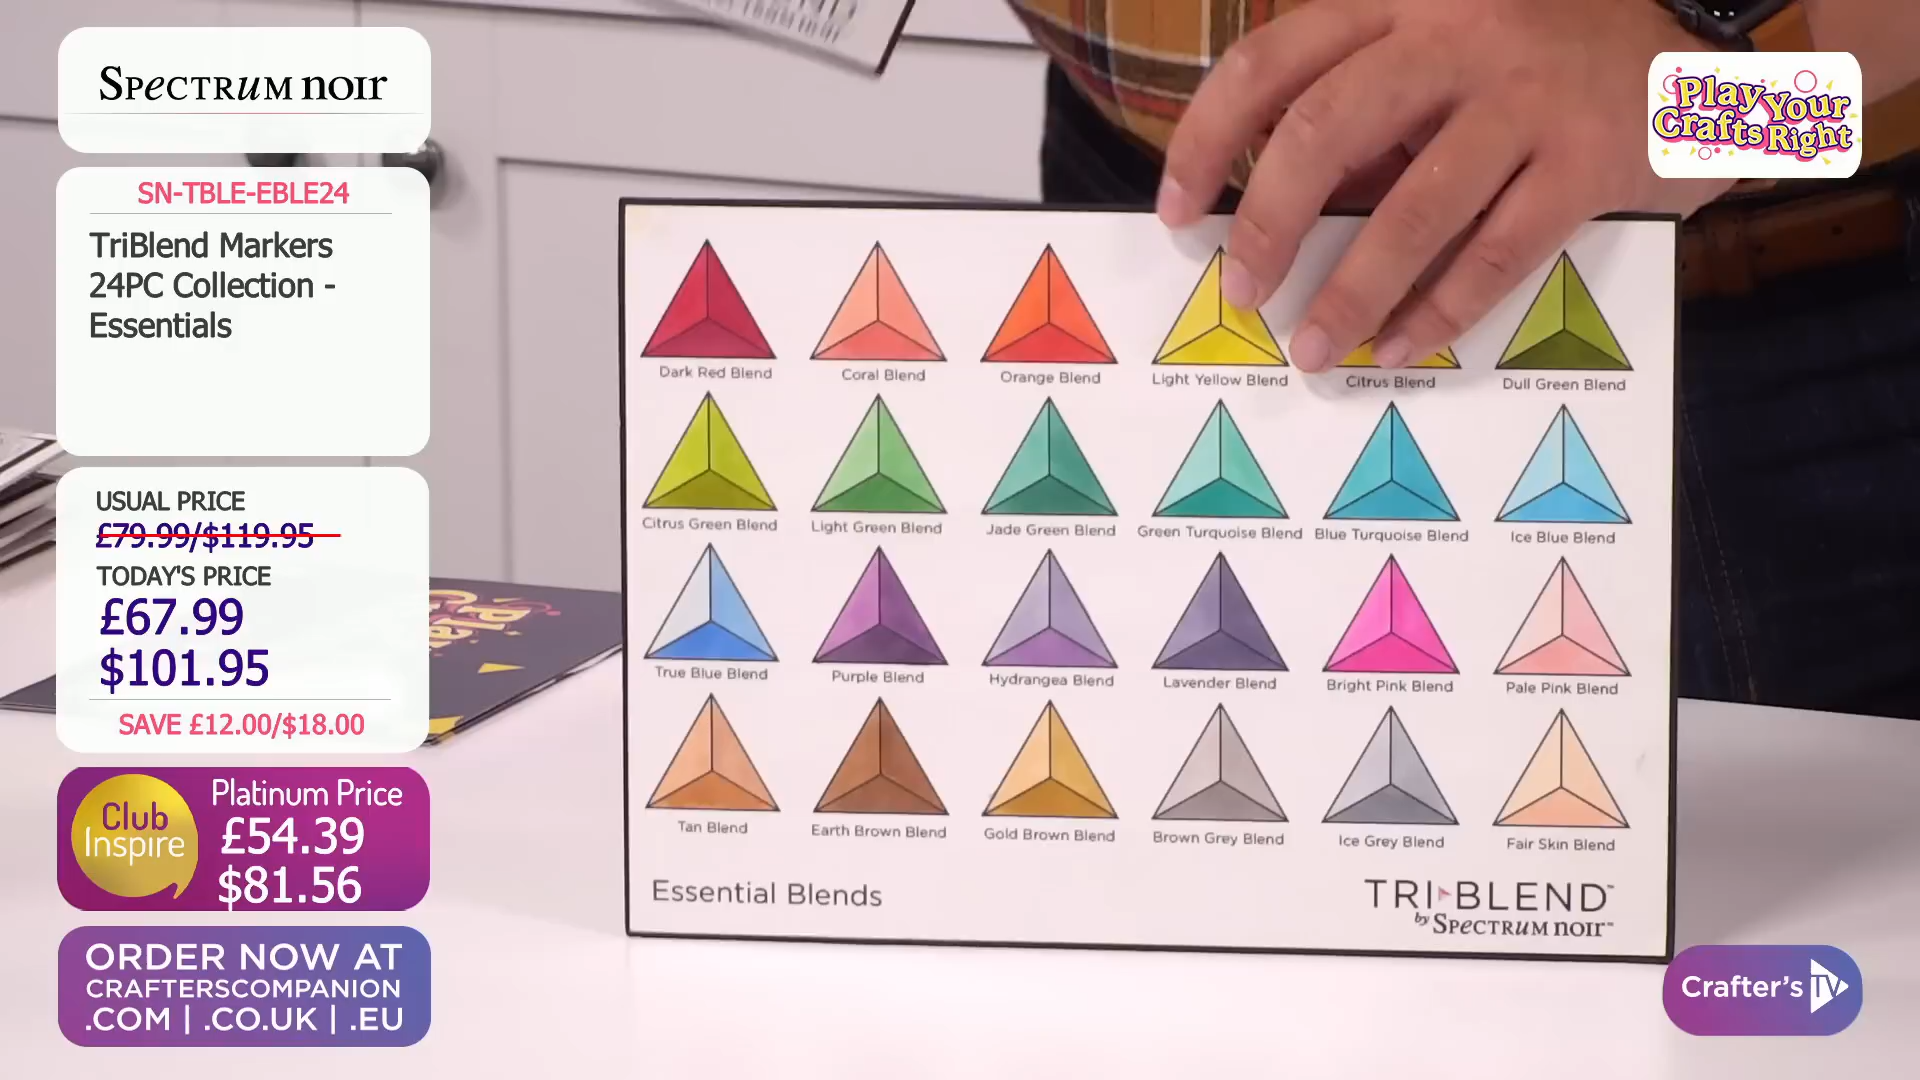 SPECTRUM noir
SN-TBLE-EBLE24
TriBlend Markers
24PC Collection -
Essentials
USUAL PRICE
£79.99/$119.95
TODAY'S PRICE
£67.99
$101.95
SAVE £12.00/$18.00
Club
Inspire
Platinum Price
£54.39
$81.56
ORDER NOW AT
CRAFTERSCOMPANION
.COM | .CO.UK | .EU
Play Your
Crafts Right
Dark Red Blend
Coral Blend
Orange Blend
Light Yellow Blend
Citrus Blend
Dull Green Blend
Citrus Green Blend
Light Green Blend
Jade Green Blend
Green Turquoise Blend
Blue Turquoise Blend
Ice Blue Blend
True Blue Blend
Purple Blend
Hydrangea Blend
Lavender Blend
Bright Pink Blend
Pale Pink Blend
Tan Blend
Earth Brown Blend
Gold Brown Blend
Brown Grey Blend
Ice Grey Blend
Fair Skin Blend
Essential Blends
TRI-BLEND™
by SPECTRUM noir™
Crafter's TV